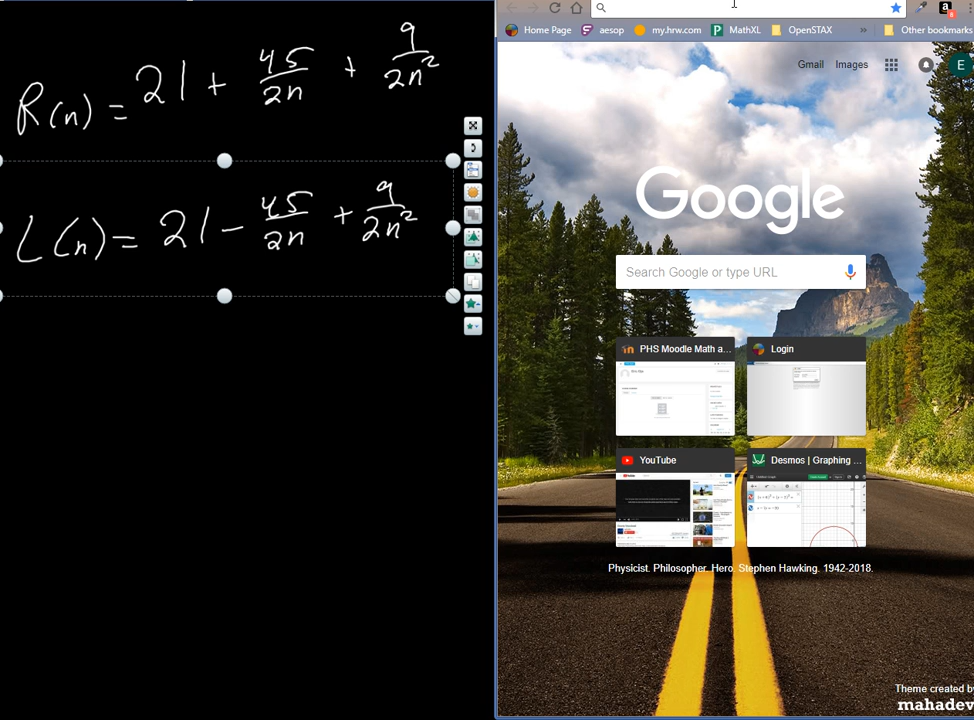 R(n) = 21 + 45/2n + 9/2n²
L(n) = 21 - 45/2n + 9/2n²
Home Page aesop my.hrw.com MathXL OpenSTAX » Other bookmarks
a
8
Gmail Images E
Google
Search Google or type URL
PHS Moodle Math a... Login
YouTube Desmos | Graphing ...
Physicist. Philosopher. Hero. Stephen Hawking. 1942-2018.
Theme created by
mahadev